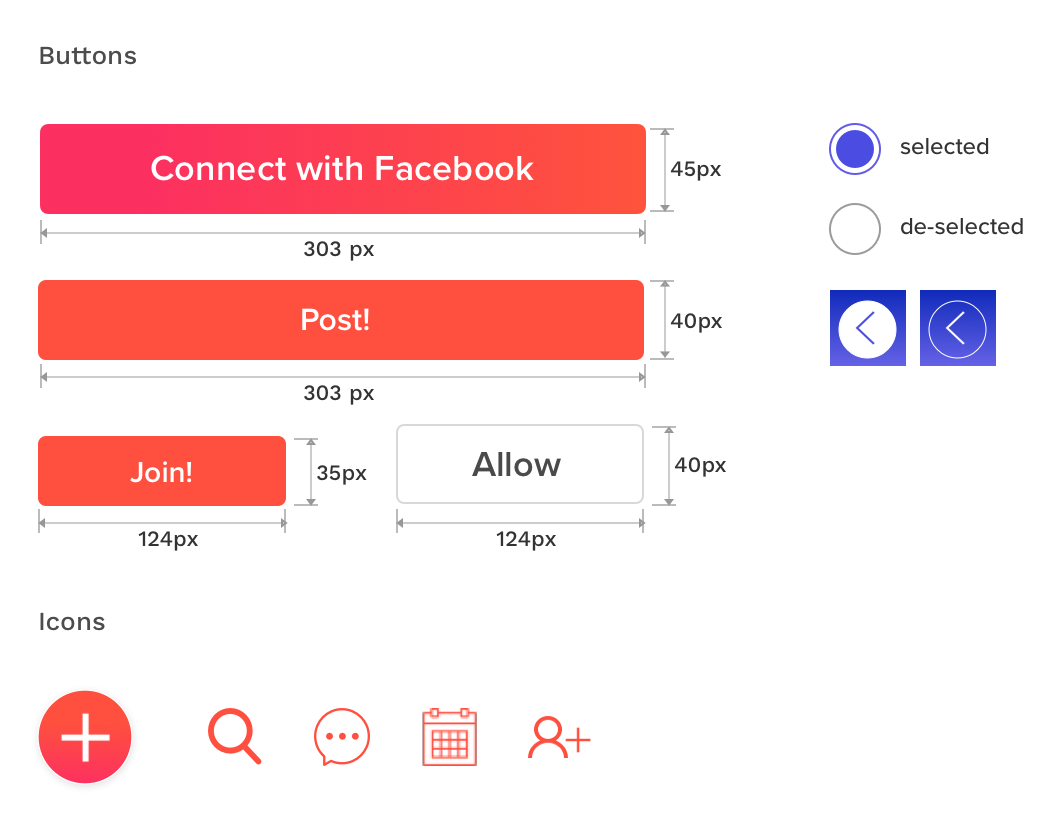 Buttons
Connect with Facebook
45px
303 px
selected
de-selected
Post!
40px
303 px
Join!
35px
124px
Allow
40px
124px
Icons